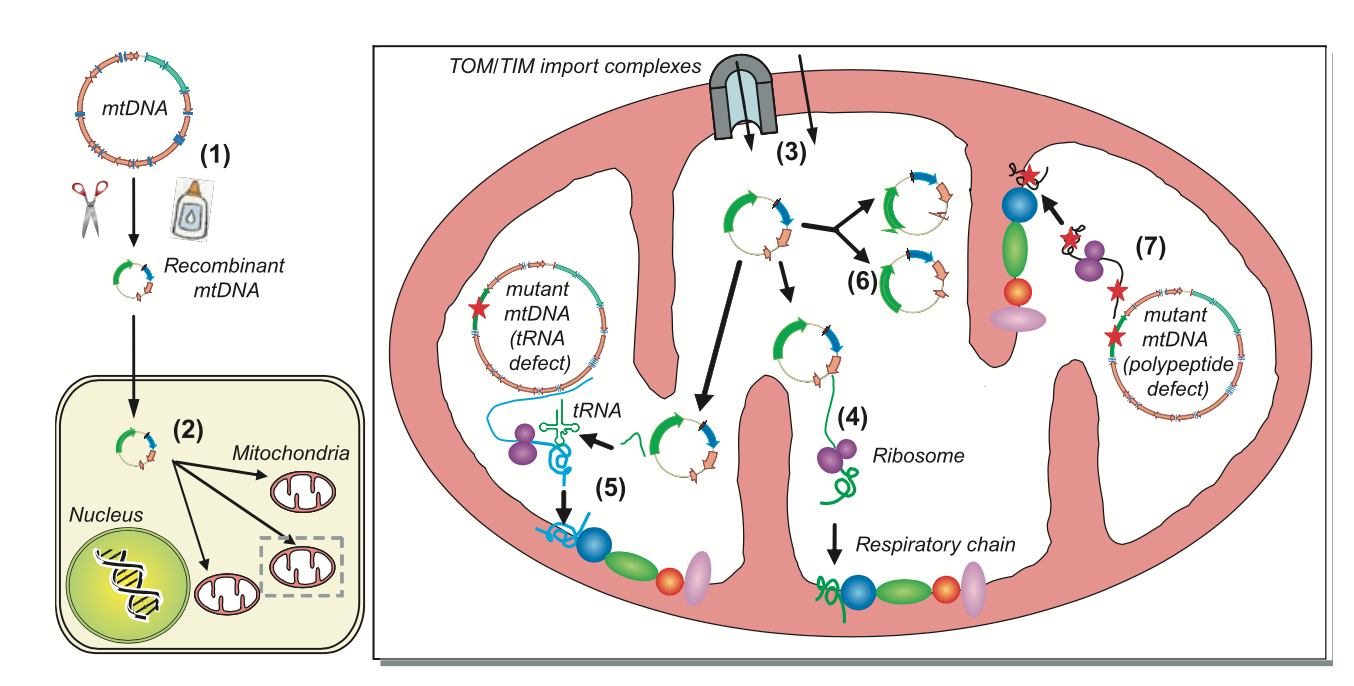 mtDNA
(1)
Recombinant
mtDNA
(2)
Mitochondria
Nucleus
TOM/TIM import complexes
(3)
(6)
(7)
mutant
mtDNA
(tRNA
defect)
mutant
mtDNA
(polypeptide
defect)
tRNA
(4)
Ribosome
(5)
Respiratory chain